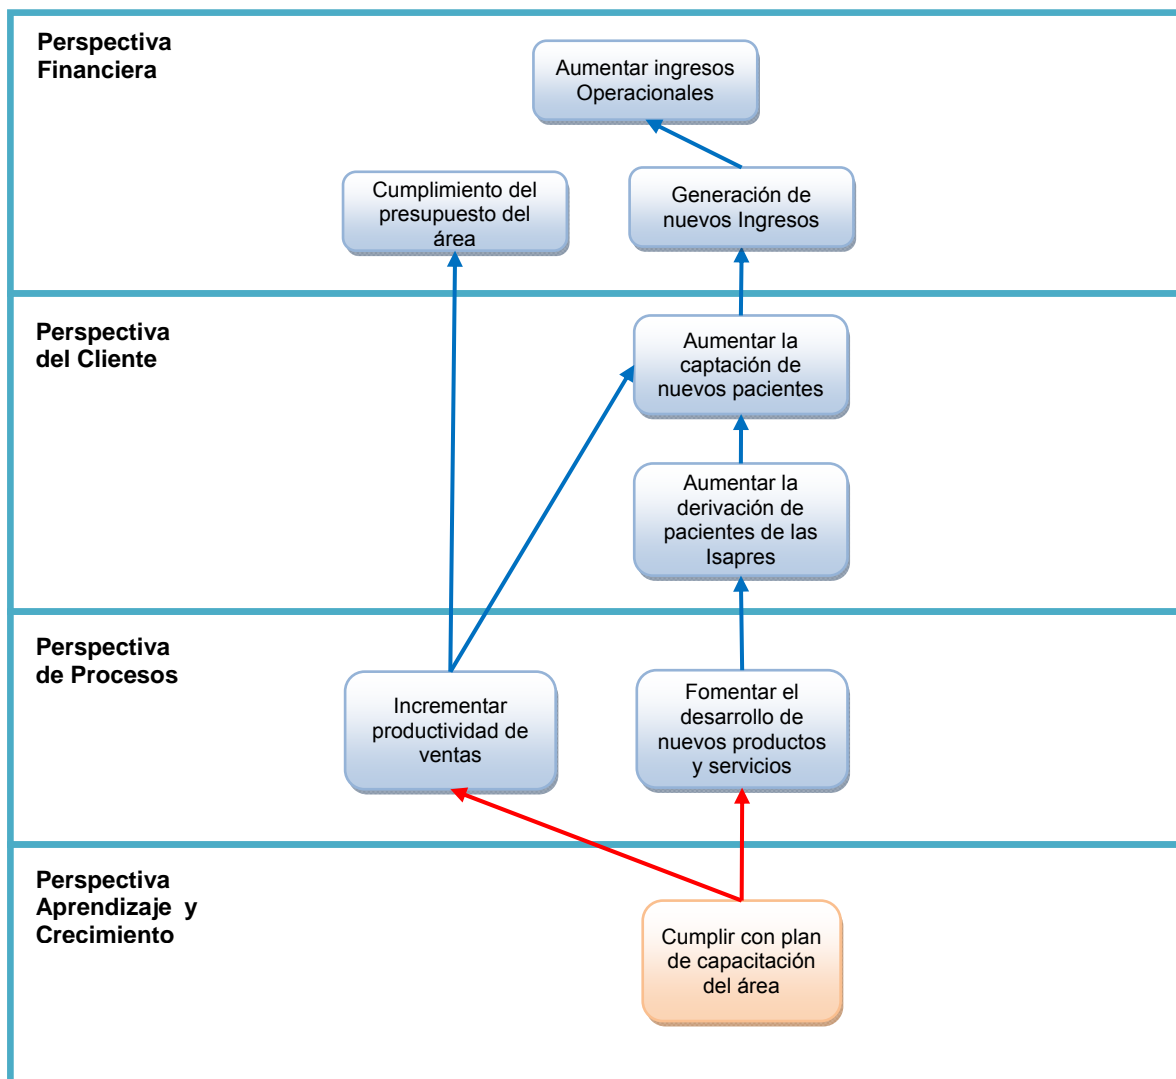 Perspectiva
Financiera
Aumentar ingresos
Operacionales
Cumplimiento del
presupuesto del
área
Generación de
nuevos Ingresos
Perspectiva
del Cliente
Aumentar la
captación de
nuevos pacientes
Aumentar la
derivación de
pacientes de las
Isapres
Perspectiva
de Procesos
Incrementar
productividad de
ventas
Fomentar el
desarrollo de
nuevos productos
y servicios
Perspectiva
Aprendizaje y
Crecimiento
Cumplir con plan
de capacitación
del área